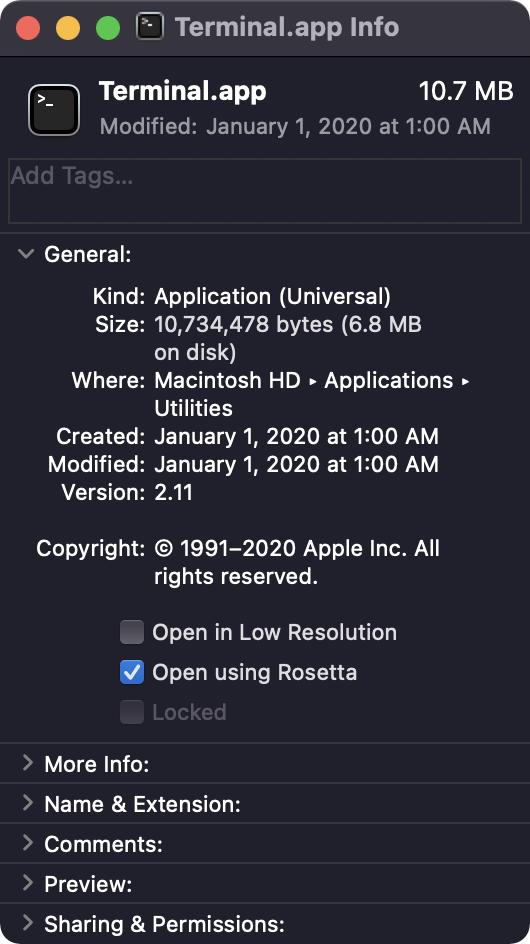 Terminal.app Info
Terminal.app 10.7 MB
Modified: January 1, 2020 at 1:00 AM
Add Tags...
General:
Kind: Application (Universal)
Size: 10,734,478 bytes (6.8 MB
on disk)
Where: Macintosh HD ▸ Applications ▸
Utilities
Created: January 1, 2020 at 1:00 AM
Modified: January 1, 2020 at 1:00 AM
Version: 2.11
Copyright: © 1991–2020 Apple Inc. All
rights reserved.
Open in Low Resolution
Open using Rosetta
Locked
More Info:
Name & Extension:
Comments:
Preview:
Sharing & Permissions: